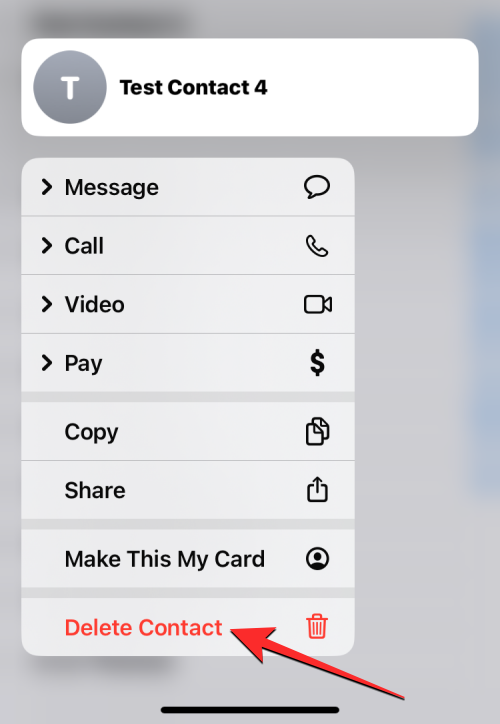 T
Test Contact 4
Message
Call
Video
Pay
$
Copy
Share
Make This My Card
Delete Contact